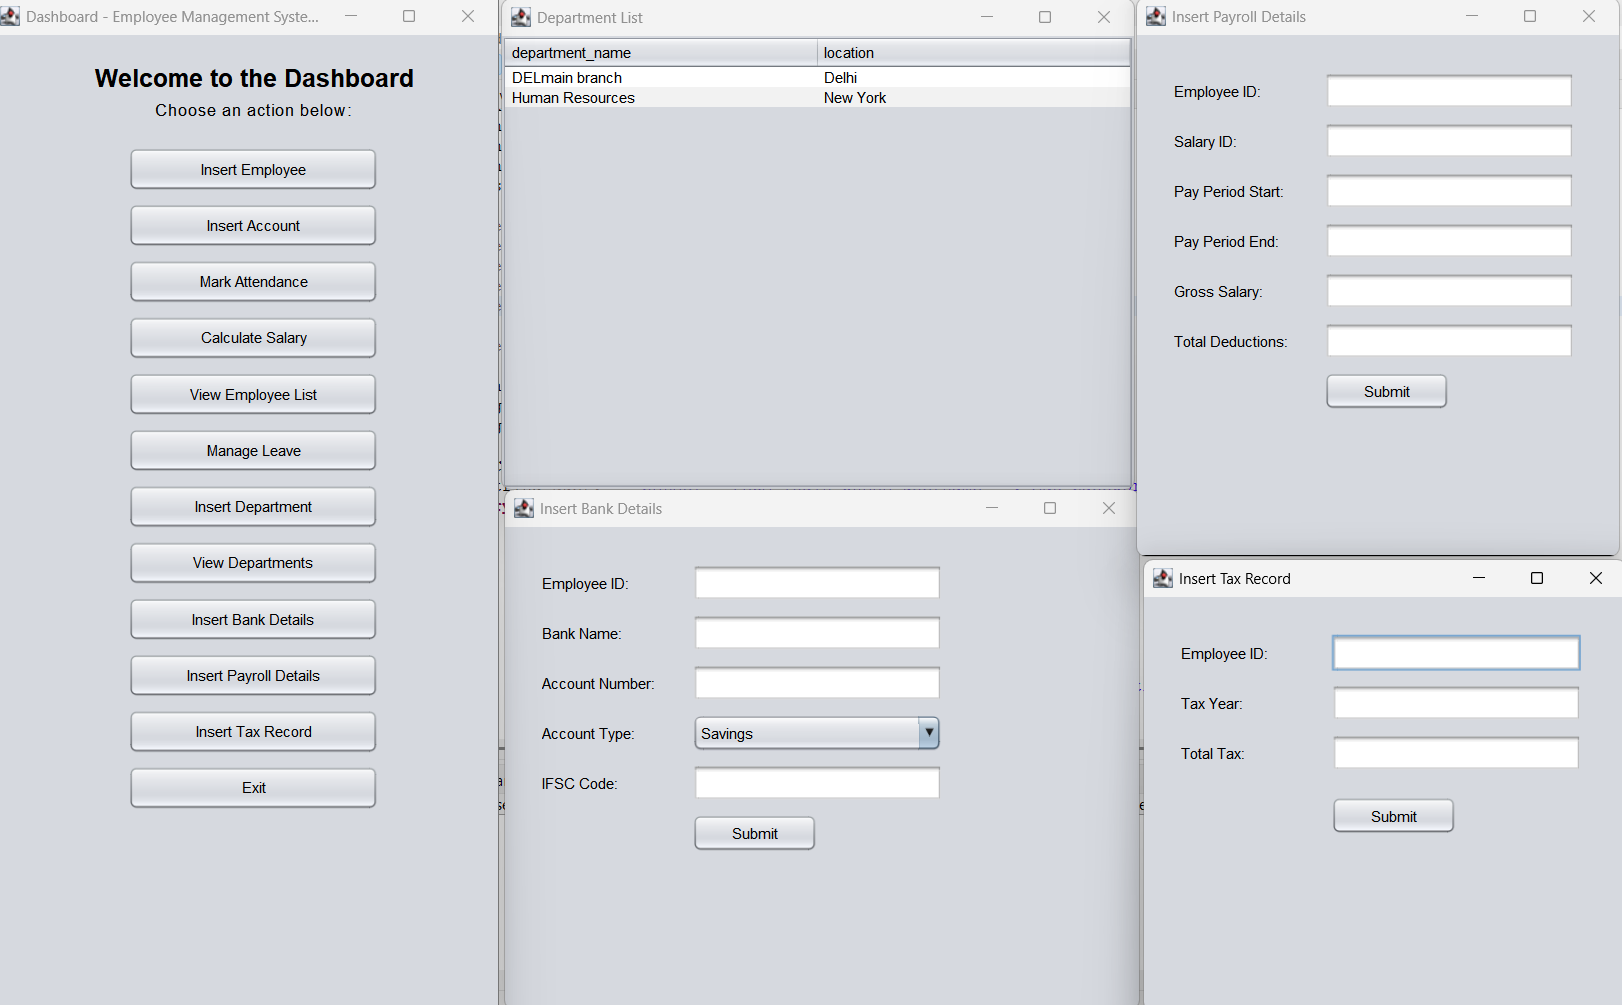 Dashboard - Employee Management Syste...
Welcome to the Dashboard
Choose an action below:
Insert Employee
Insert Account
Mark Attendance
Calculate Salary
View Employee List
Manage Leave
Insert Department
View Departments
Insert Bank Details
Insert Payroll Details
Insert Tax Record
Exit
Department List
department_name location
DELmain branch Delhi
Human Resources New York
Insert Bank Details
Employee ID:
Bank Name:
Account Number:
Account Type: Savings
IFSC Code:
Submit
Insert Payroll Details
Employee ID:
Salary ID:
Pay Period Start:
Pay Period End:
Gross Salary:
Total Deductions:
Submit
Insert Tax Record
Employee ID:
Tax Year:
Total Tax:
Submit